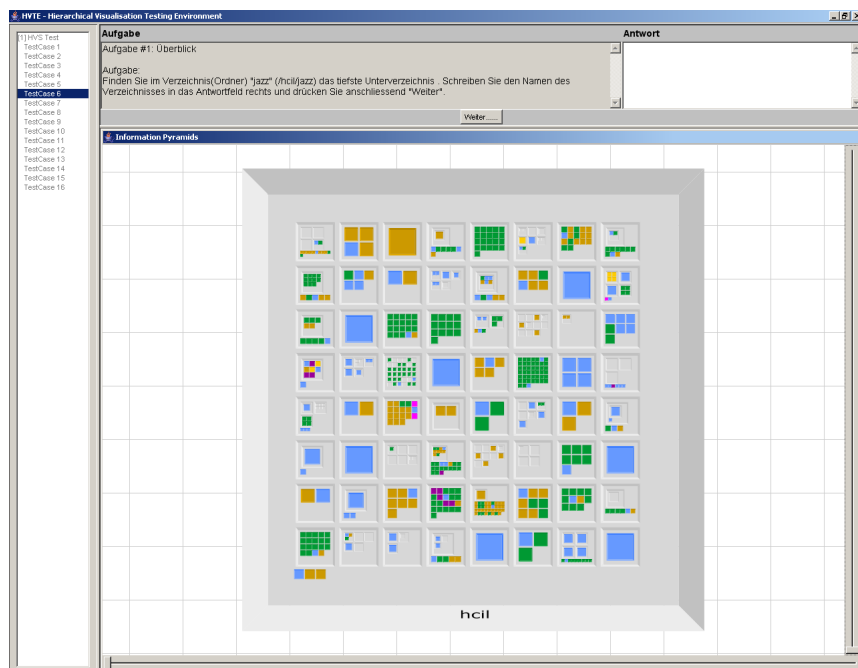 HVTE - Hierarchical Visualisation Testing Environment
[1] HVS Test
TestCase 1
TestCase 2
TestCase 3
TestCase 4
TestCase 5
TestCase 6
TestCase 7
TestCase 8
TestCase 9
TestCase 10
TestCase 11
TestCase 12
TestCase 13
TestCase 14
TestCase 15
TestCase 16
Aufgabe
Aufgabe #1: Überblick
Aufgabe:
Finden Sie im Verzeichnis(Ordner) "jazz" (/hcil/jazz) das tiefste Unterverzeichnis . Schreiben Sie den Namen des
Verzeichnisses in das Antwortfeld rechts und drücken Sie anschliessend "Weiter".
Antwort
Weiter......
Information Pyramids
hcil